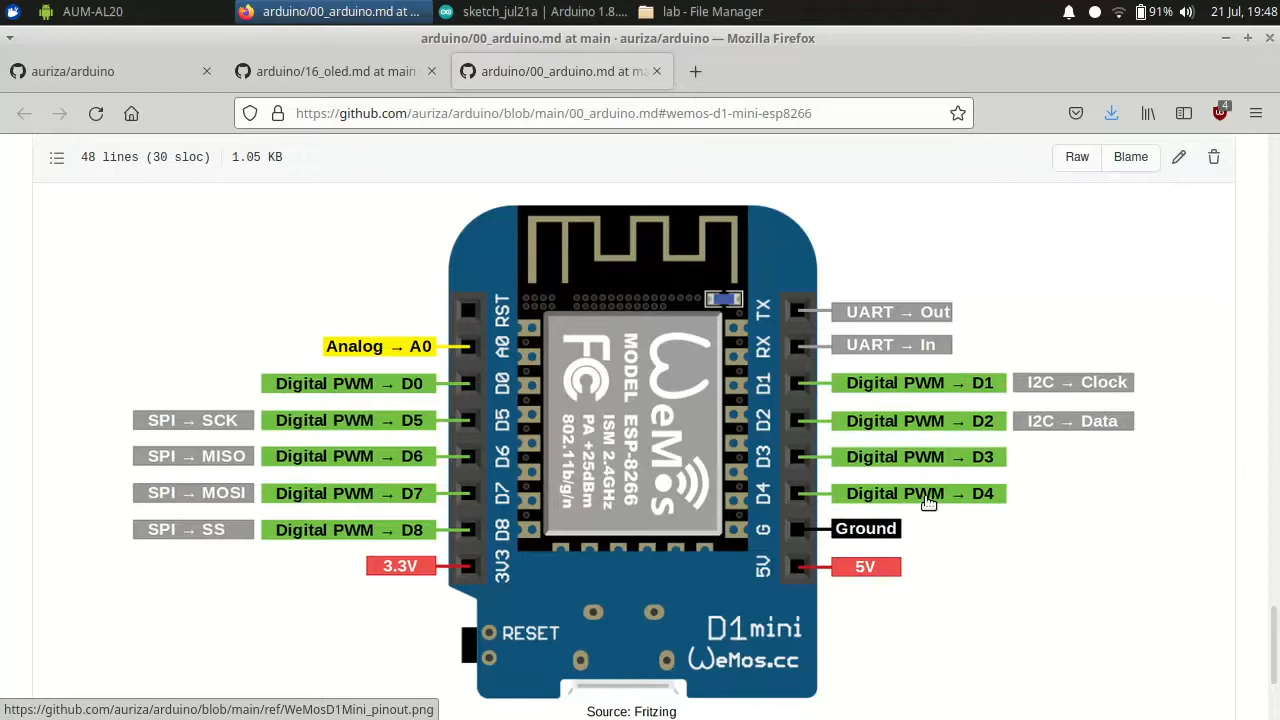 AUM-AL20
arduino/00_arduino.md at ...
sketch_jul21a | Arduino 1.8....
lab - File Manager
91%
21 Jul, 19:48
arduino/00_arduino.md at main · auriza/arduino — Mozilla Firefox
auriza/arduino
arduino/16_oled.md at main
arduino/00_arduino.md at ma
https://github.com/auriza/arduino/blob/main/00_arduino.md#wemos-d1-mini-esp8266
4
48 lines (30 sloc)
1.05 KB
Raw
Blame
RST
TX
UART → Out
Analog → A0
A0
RX
UART → In
Digital PWM → D0
D0
D1
Digital PWM → D1
I2C → Clock
SPI → SCK
Digital PWM → D5
D5
D2
Digital PWM → D2
I2C → Data
SPI → MISO
Digital PWM → D6
D6
D3
Digital PWM → D3
SPI → MOSI
Digital PWM → D7
D7
D4
Digital PWM → D4
SPI → SS
Digital PWM → D8
D8
G
Ground
3.3V
3V3
5V
5V
WeMos
MODEL ESP-8266
ISM 2.4GHz
PA +25dBm
802.11b/g/n
FC
RESET
D1mini
WeMos.cc
https://github.com/auriza/arduino/blob/main/ref/WeMosD1Mini_pinout.png
Source: Fritzing